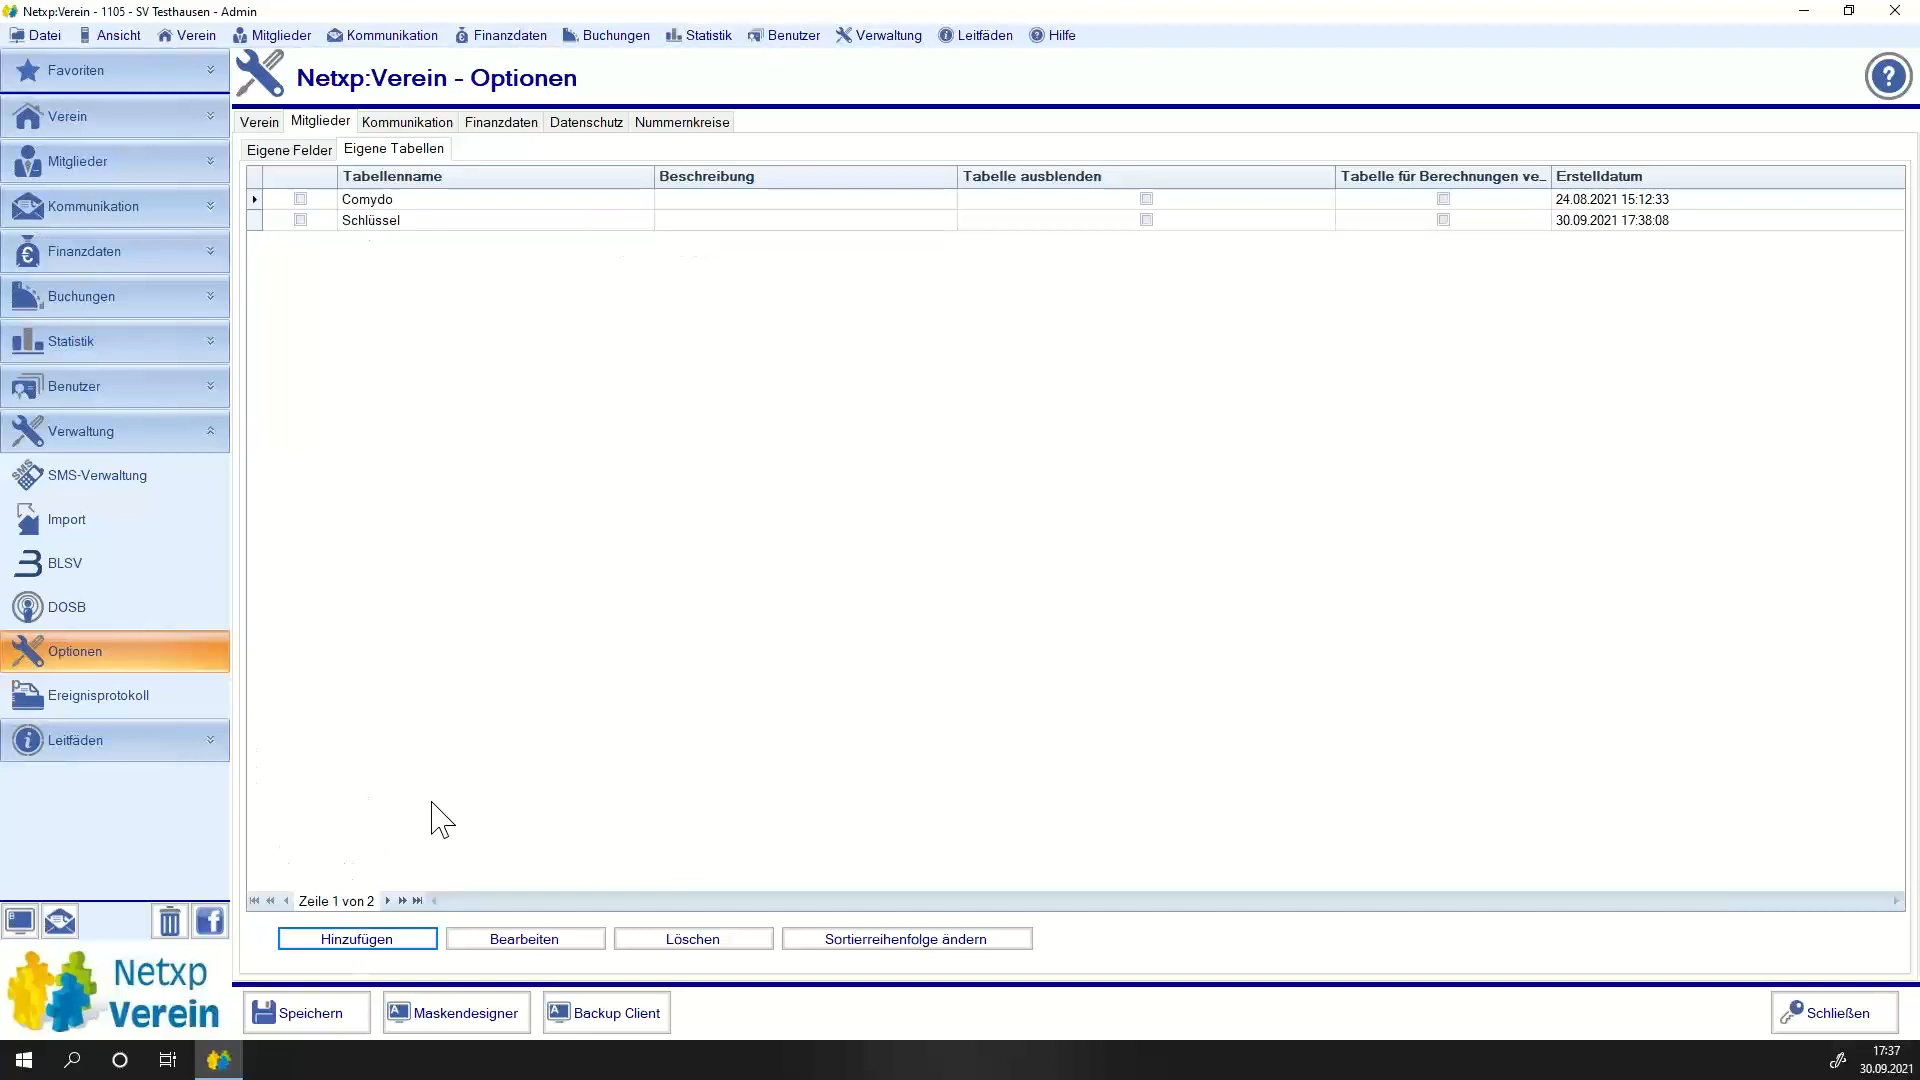 Netxp:Verein - 1105 - SV Testhausen - Admin
Datei Ansicht Verein Mitglieder Kommunikation Finanzdaten Buchungen Statistik Benutzer Verwaltung Leitfäden Hilfe
Favoriten
Verein
Mitglieder
Kommunikation
Finanzdaten
Buchungen
Statistik
Benutzer
Verwaltung
SMS-Verwaltung
Import
BLSV
DOSB
Optionen
Ereignisprotokoll
Leitfäden
Netxp
Verein
Netxp:Verein - Optionen
Verein Mitglieder Kommunikation Finanzdaten Datenschutz Nummernkreise
Eigene Felder Eigene Tabellen
Tabellenname Beschreibung Tabelle ausblenden Tabelle für Berechnungen ve... Erstelldatum
Comydo 24.08.2021 15:12:33
Schlüssel 30.09.2021 17:38:08
Zeile 1 von 2
Hinzufügen Bearbeiten Löschen Sortierreihenfolge ändern
Speichern Maskendesigner Backup Client Schließen
17:37
30.09.2021